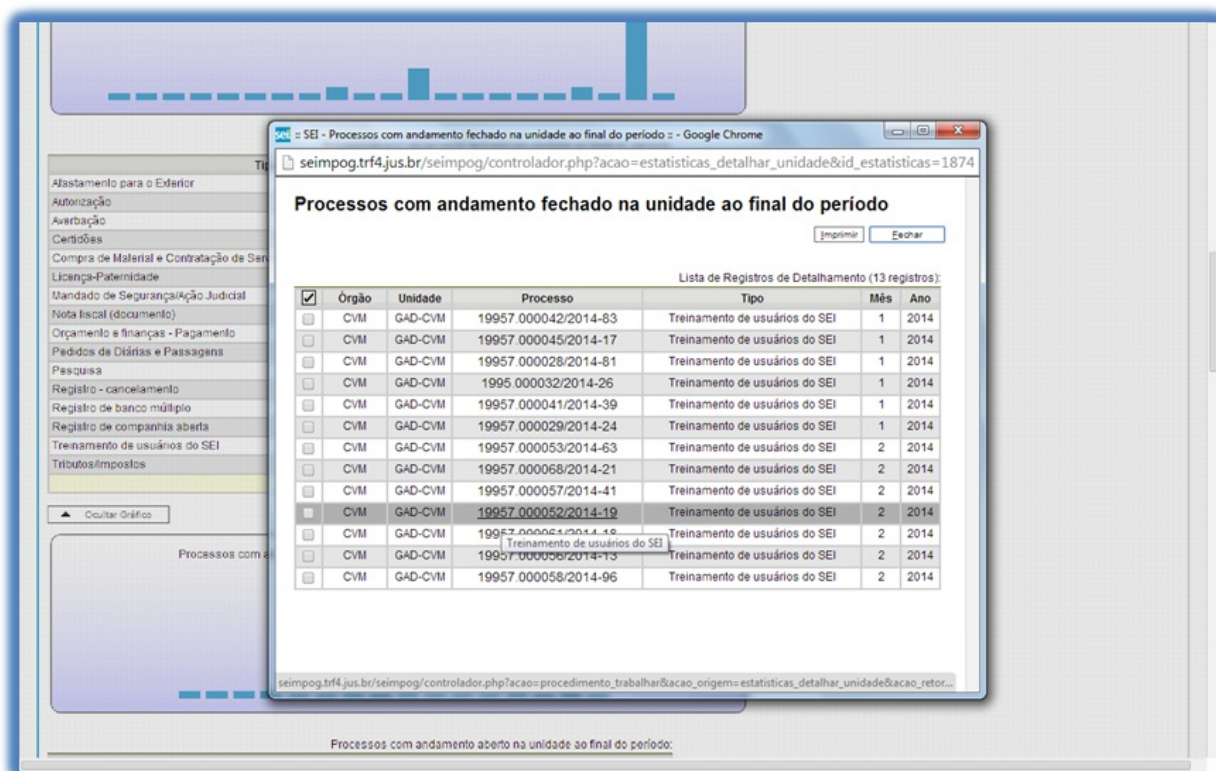 sei :: SEI - Processos com andamento fechado na unidade ao final do período :: - Google Chrome
seimpog.trf4.jus.br/seimpog/controlador.php?acao=estatisticas_detalhar_unidade&id_estatisticas=1874
Processos com andamento fechado na unidade ao final do período
Imprimir Fechar
Lista de Registros de Detalhamento (13 registros):
Órgão Unidade Processo Tipo Mês Ano
CVM GAD-CVM 19957.000042/2014-83 Treinamento de usuários do SEI 1 2014
CVM GAD-CVM 19957.000045/2014-17 Treinamento de usuários do SEI 1 2014
CVM GAD-CVM 19957.000028/2014-81 Treinamento de usuários do SEI 1 2014
CVM GAD-CVM 1995.000032/2014-26 Treinamento de usuários do SEI 1 2014
CVM GAD-CVM 19957.000041/2014-39 Treinamento de usuários do SEI 1 2014
CVM GAD-CVM 19957.000029/2014-24 Treinamento de usuários do SEI 1 2014
CVM GAD-CVM 19957.000053/2014-63 Treinamento de usuários do SEI 2 2014
CVM GAD-CVM 19957.000068/2014-21 Treinamento de usuários do SEI 2 2014
CVM GAD-CVM 19957.000057/2014-41 Treinamento de usuários do SEI 2 2014
CVM GAD-CVM 19957.000052/2014-19 Treinamento de usuários do SEI 2 2014
CVM GAD-CVM 19957.000061/2014-18 Treinamento de usuários do SEI 2 2014
Treinamento de usuários do SEI
CVM GAD-CVM 19957.000056/2014-13 Treinamento de usuários do SEI 2 2014
CVM GAD-CVM 19957.000058/2014-96 Treinamento de usuários do SEI 2 2014
seimpog.trf4.jus.br/seimpog/controlador.php?acao=procedimento_trabalhar&acao_origem=estatisticas_detalhar_unidade&acao_retor...
Tip
Afastamento para o Exterior
Autorização
Averbação
Certidões
Compra de Material e Contratação de Serv
Licença-Paternidade
Mandado de Segurança/Ação Judicial
Nota fiscal (documento)
Orçamento e finanças - Pagamento
Pedidos de Diárias e Passagens
Pesquisa
Registro - cancelamento
Registro de banco múltiplo
Registro de companhia aberta
Treinamento de usuários do SEI
Tributos/Impostos
Ocultar Gráfico
Processos com a
Processos com andamento aberto na unidade ao final do período: